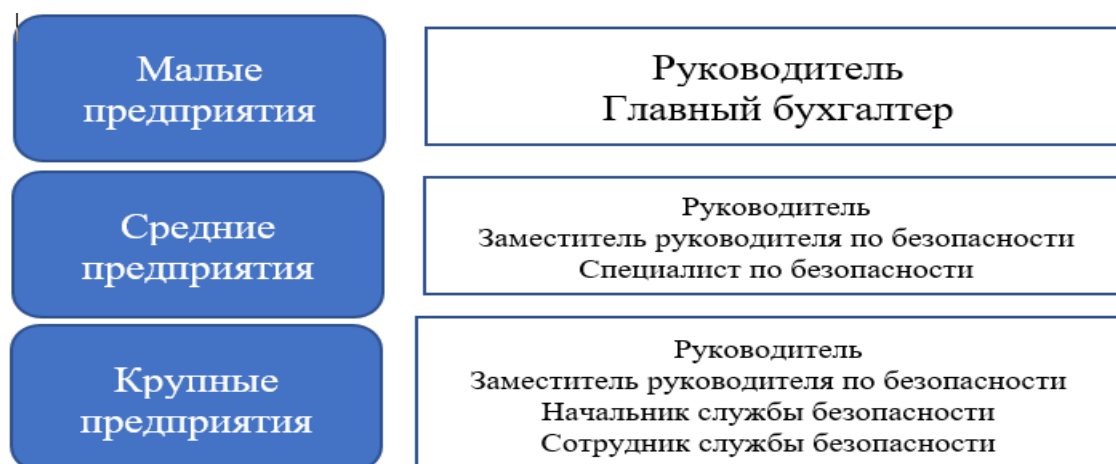 Малые
предприятия
Руководитель
Главный бухгалтер
Средние
предприятия
Руководитель
Заместитель руководителя по безопасности
Специалист по безопасности
Крупные
предприятия
Руководитель
Заместитель руководителя по безопасности
Начальник службы безопасности
Сотрудник службы безопасности